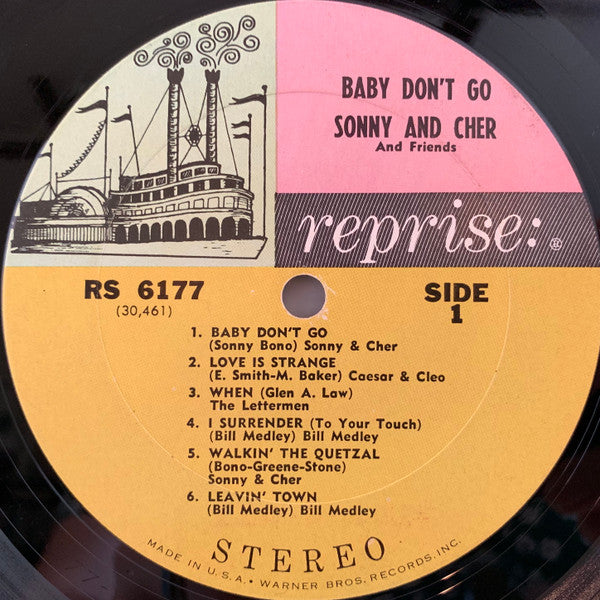 BABY DON'T GO
SONNY AND CHER
And Friends
reprise:®
RS 6177
(30,461)
SIDE
1
1. BABY DON'T GO
(Sonny Bono) Sonny & Cher
2. LOVE IS STRANGE
(E. Smith-M. Baker) Caesar & Cleo
3. WHEN (Glen A. Law)
The Lettermen
4. I SURRENDER (To Your Touch)
(Bill Medley) Bill Medley
5. WALKIN' THE QUETZAL
(Bono-Greene-Stone)
Sonny & Cher
6. LEAVIN' TOWN
(Bill Medley) Bill Medley
STEREO
MADE IN U.S.A. • WARNER BROS. RECORDS, INC.